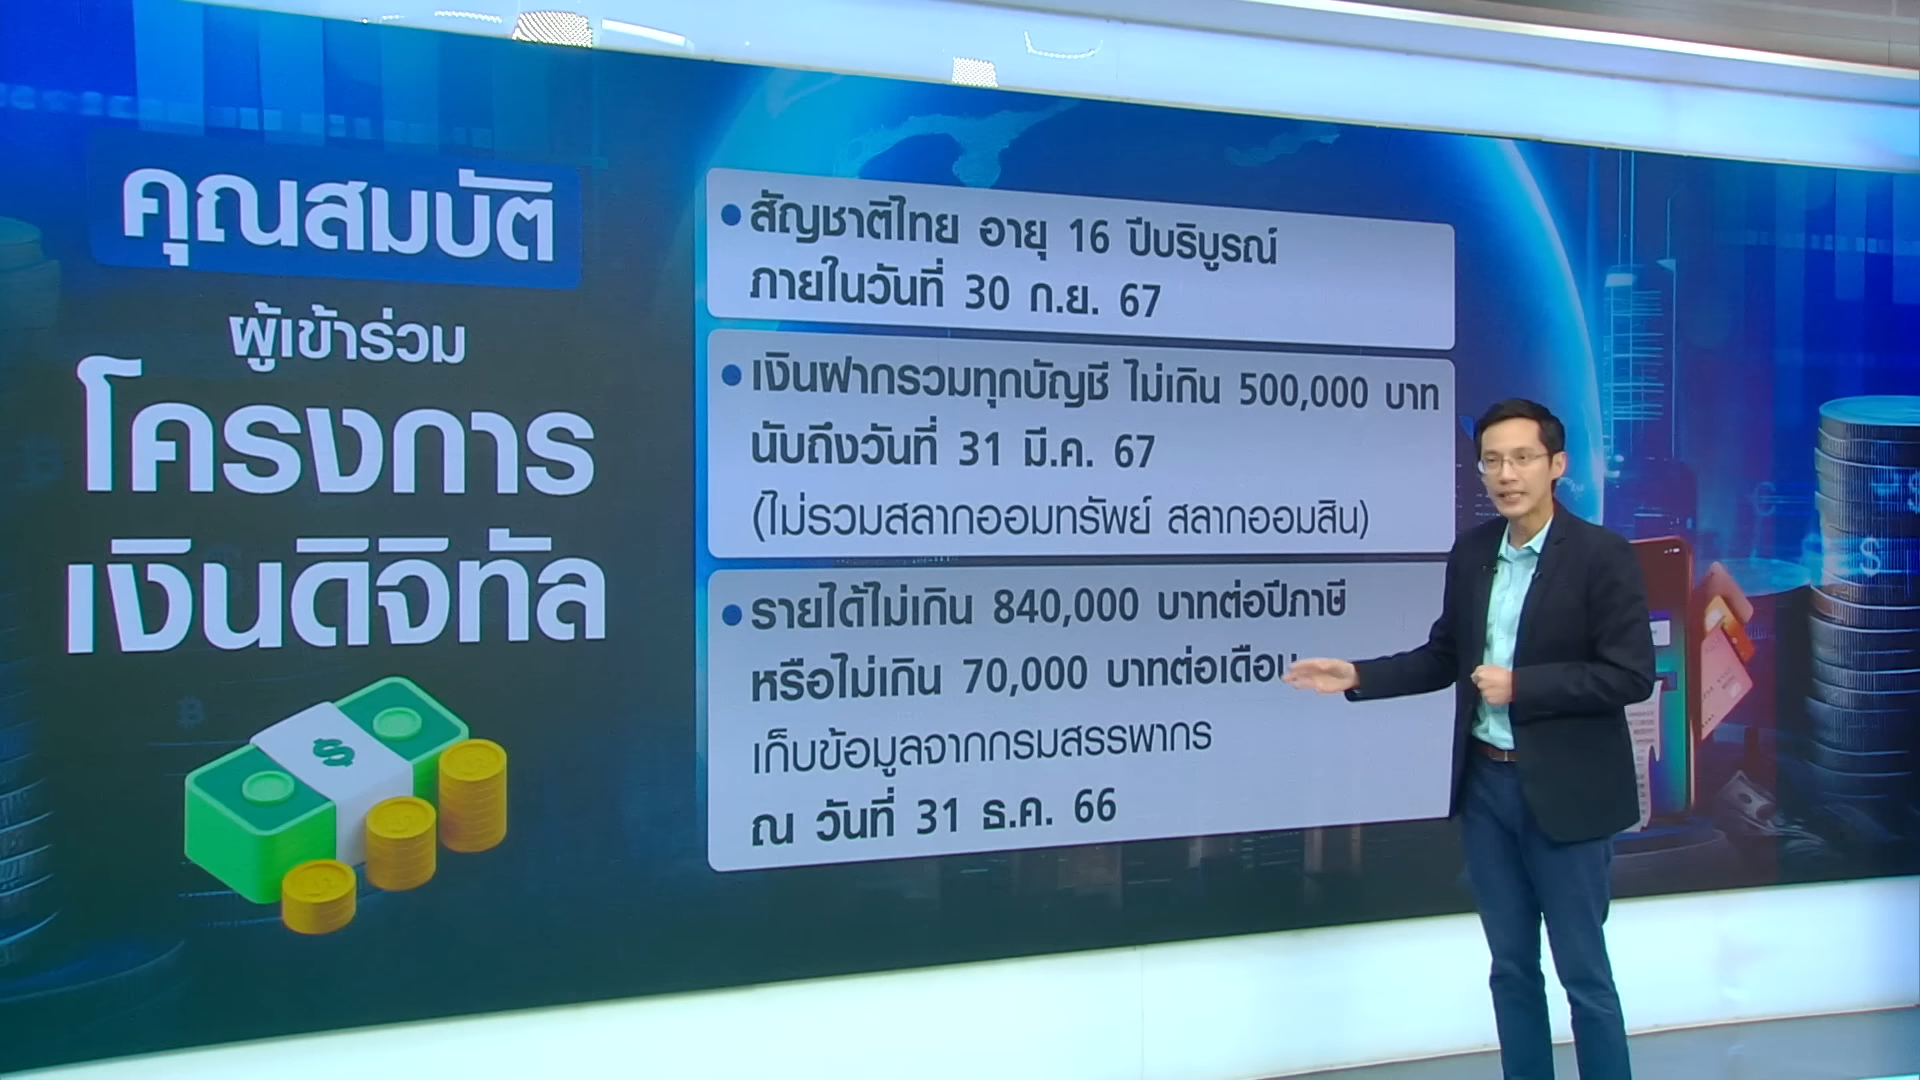 คุณสมบัติ
ผู้เข้าร่วม
โครงการ
เงินดิจิทัล
• สัญชาติไทย อายุ 16 ปีบริบูรณ์
ภายในวันที่ 30 ก.ย. 67
• เงินฝากรวมทุกบัญชี ไม่เกิน 500,000 บาท
นับถึงวันที่ 31 มี.ค. 67
(ไม่รวมสลากออมทรัพย์ สลากออมสิน)
• รายได้ไม่เกิน 840,000 บาทต่อปีภาษี
หรือไม่เกิน 70,000 บาทต่อเดือน
เก็บข้อมูลจากกรมสรรพากร
ณ วันที่ 31 ธ.ค. 66